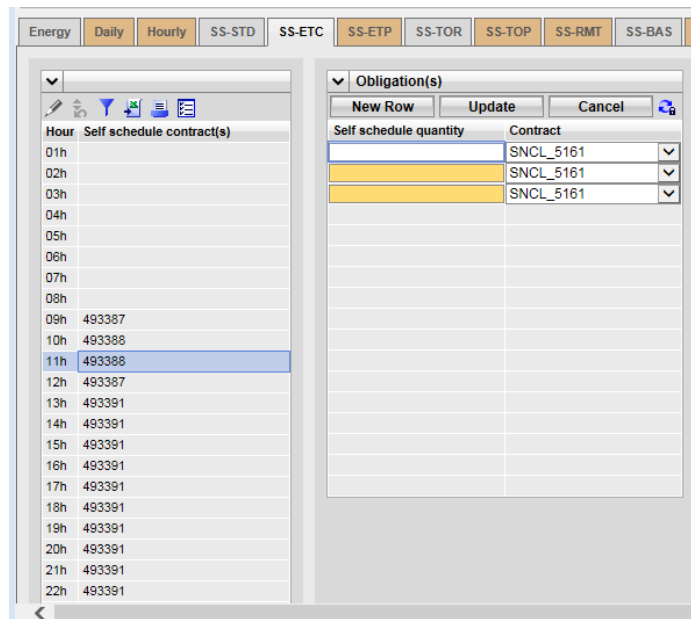 Energy Daily Hourly SS-STD SS-ETC SS-ETP SS-TOR SS-TOP SS-RMT SS-BAS
Obligation(s)
New Row Update Cancel
Hour Self schedule contract(s)
Self schedule quantity Contract
01h
SNCL_5161
02h
SNCL_5161
03h
SNCL_5161
04h
05h
06h
07h
08h
09h 493387
10h 493388
11h 493388
12h 493387
13h 493391
14h 493391
15h 493391
16h 493391
17h 493391
18h 493391
19h 493391
20h 493391
21h 493391
22h 493391